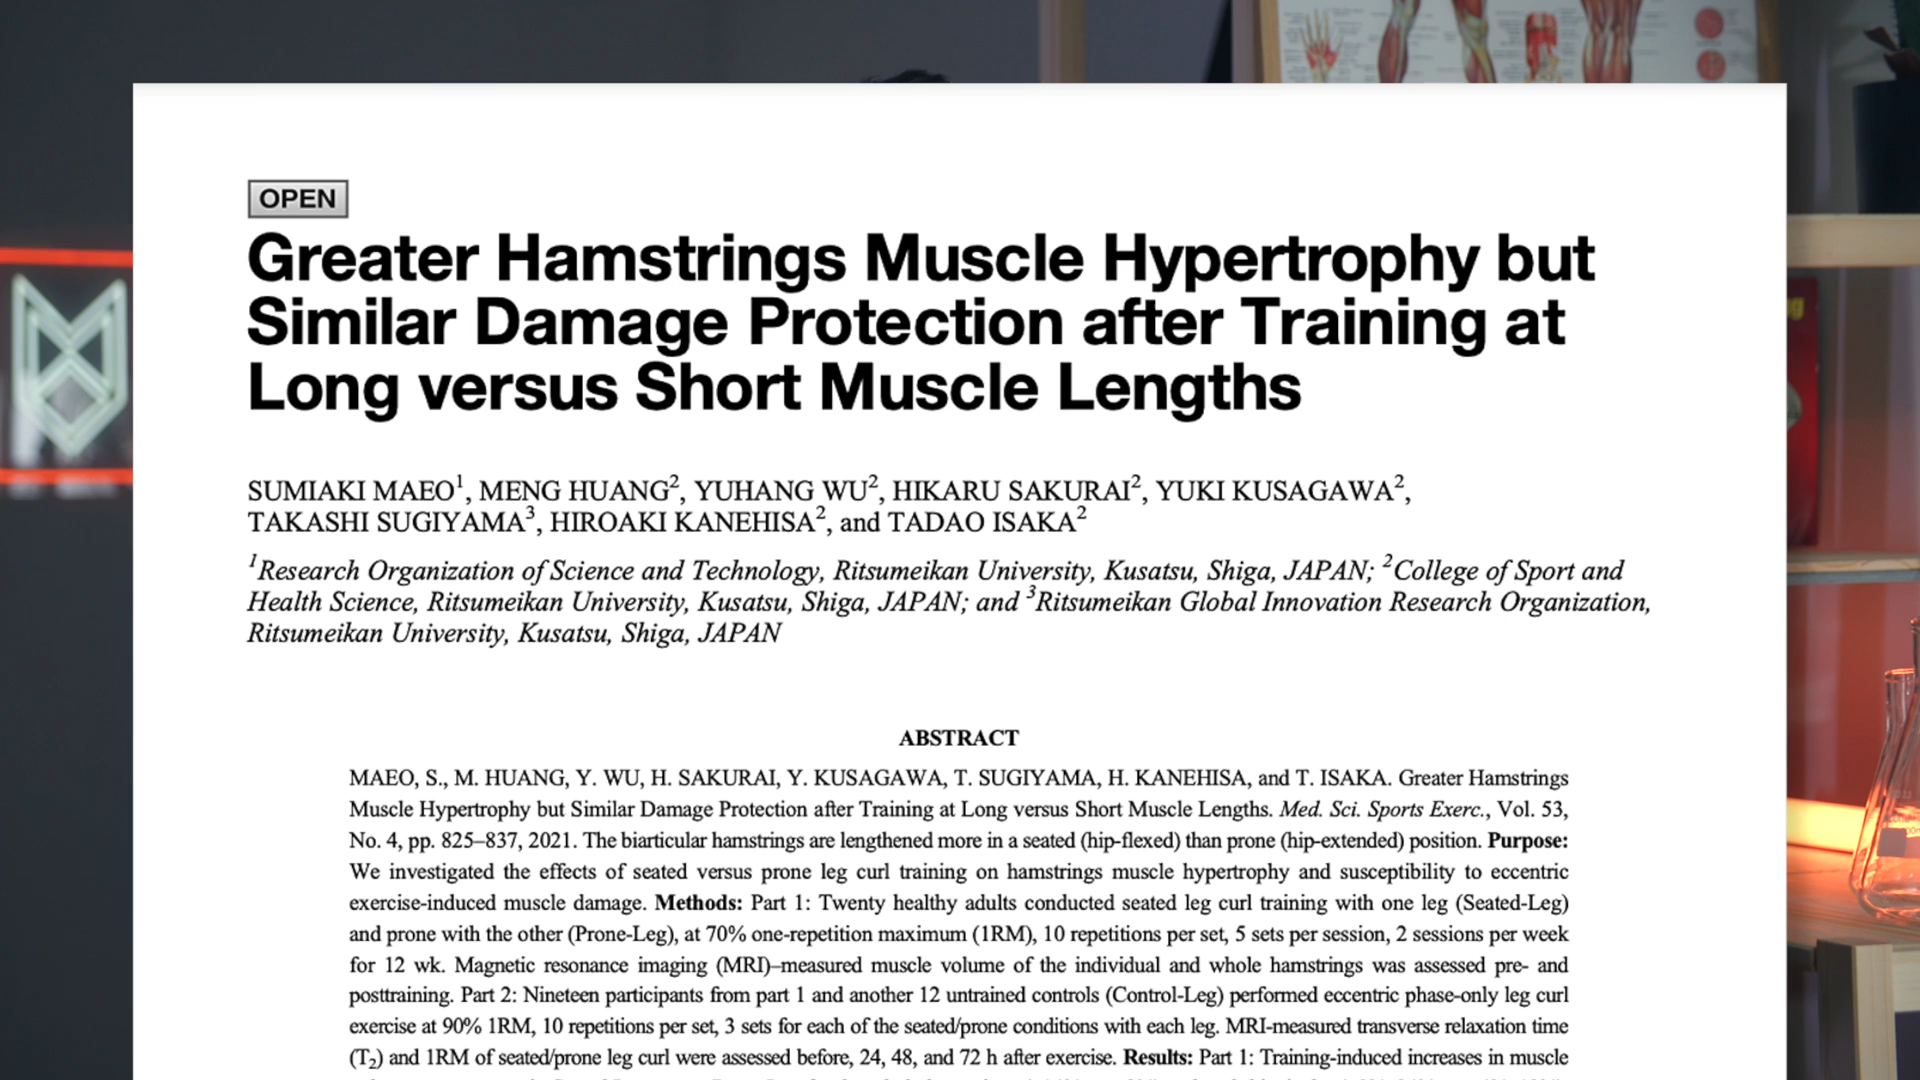 OPEN
Greater Hamstrings Muscle Hypertrophy but
Similar Damage Protection after Training at
Long versus Short Muscle Lengths
SUMIAKI MAEO1, MENG HUANG2, YUHANG WU2, HIKARU SAKURAI2, YUKI KUSAGAWA2,
TAKASHI SUGIYAMA3, HIROAKI KANEHISA2, and TADAO ISAKA2
1Research Organization of Science and Technology, Ritsumeikan University, Kusatsu, Shiga, JAPAN; 2College of Sport and
Health Science, Ritsumeikan University, Kusatsu, Shiga, JAPAN; and 3Ritsumeikan Global Innovation Research Organization,
Ritsumeikan University, Kusatsu, Shiga, JAPAN
ABSTRACT
MAEO, S., M. HUANG, Y. WU, H. SAKURAI, Y. KUSAGAWA, T. SUGIYAMA, H. KANEHISA, and T. ISAKA. Greater Hamstrings
Muscle Hypertrophy but Similar Damage Protection after Training at Long versus Short Muscle Lengths. Med. Sci. Sports Exerc., Vol. 53,
No. 4, pp. 825–837, 2021. The biarticular hamstrings are lengthened more in a seated (hip-flexed) than prone (hip-extended) position. Purpose:
We investigated the effects of seated versus prone leg curl training on hamstrings muscle hypertrophy and susceptibility to eccentric
exercise-induced muscle damage. Methods: Part 1: Twenty healthy adults conducted seated leg curl training with one leg (Seated-Leg)
and prone with the other (Prone-Leg), at 70% one-repetition maximum (1RM), 10 repetitions per set, 5 sets per session, 2 sessions per week
for 12 wk. Magnetic resonance imaging (MRI)–measured muscle volume of the individual and whole hamstrings was assessed pre- and
posttraining. Part 2: Nineteen participants from part 1 and another 12 untrained controls (Control-Leg) performed eccentric phase-only leg curl
exercise at 90% 1RM, 10 repetitions per set, 3 sets for each of the seated/prone conditions with each leg. MRI-measured transverse relaxation time
(T2) and 1RM of seated/prone leg curl were assessed before, 24, 48, and 72 h after exercise. Results: Part 1: Training-induced increases in muscle